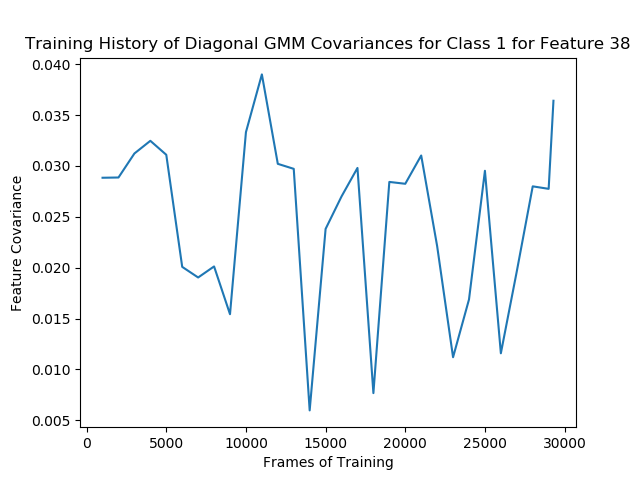 Training History of Diagonal GMM Covariances for Class 1 for Feature 38
0.040
0.035
0.030
0.025
0.020
0.015
0.010
0.005
Feature Covariance
0 5000 10000 15000 20000 25000 30000
Frames of Training